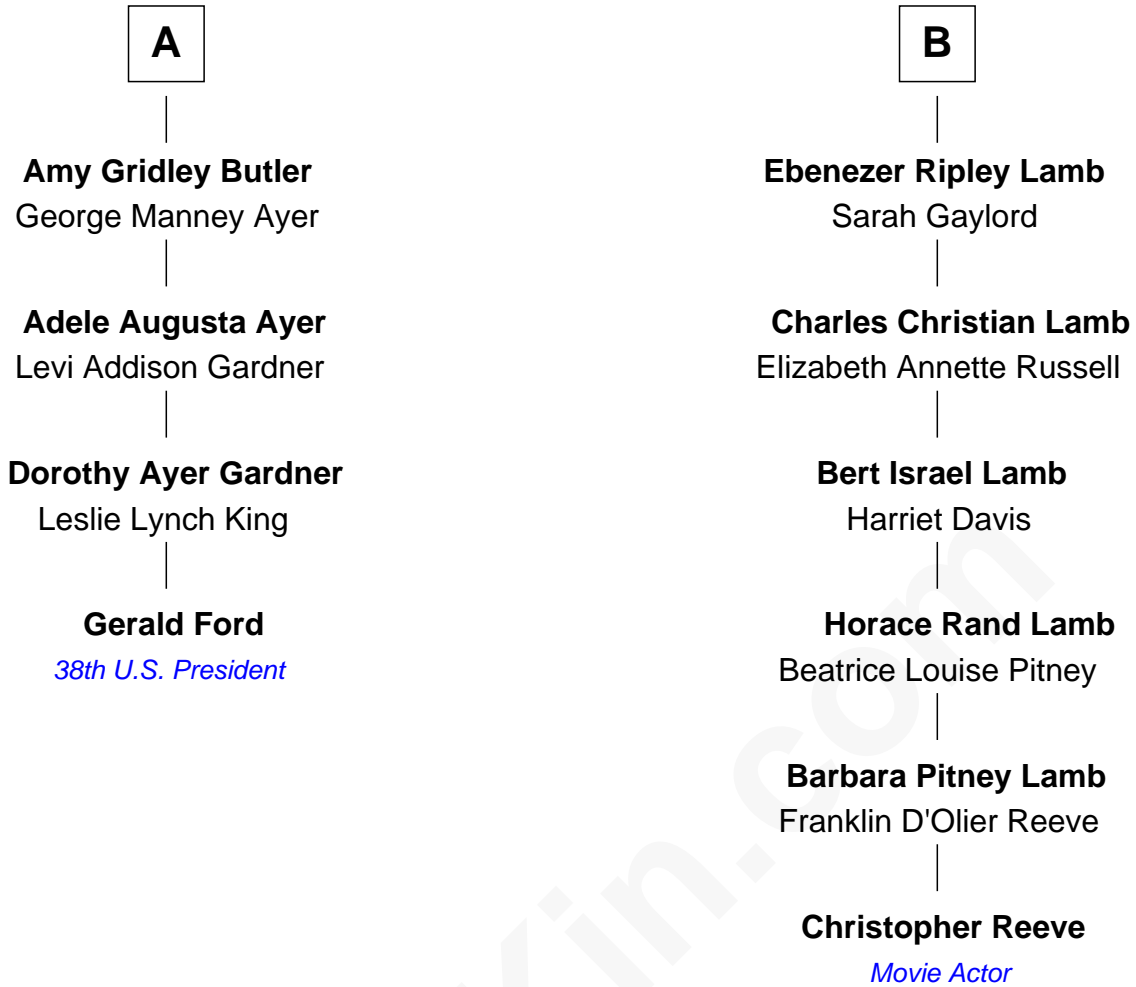 A
Amy Gridley Butler
George Manney Ayer
Adele Augusta Ayer
Levi Addison Gardner
Dorothy Ayer Gardner
Leslie Lynch King
Gerald Ford
38th U.S. President
B
Ebenezer Ripley Lamb
Sarah Gaylord
Charles Christian Lamb
Elizabeth Annette Russell
Bert Israel Lamb
Harriet Davis
Horace Rand Lamb
Beatrice Louise Pitney
Barbara Pitney Lamb
Franklin D'Olier Reeve
Christopher Reeve
Movie Actor
Kin.com